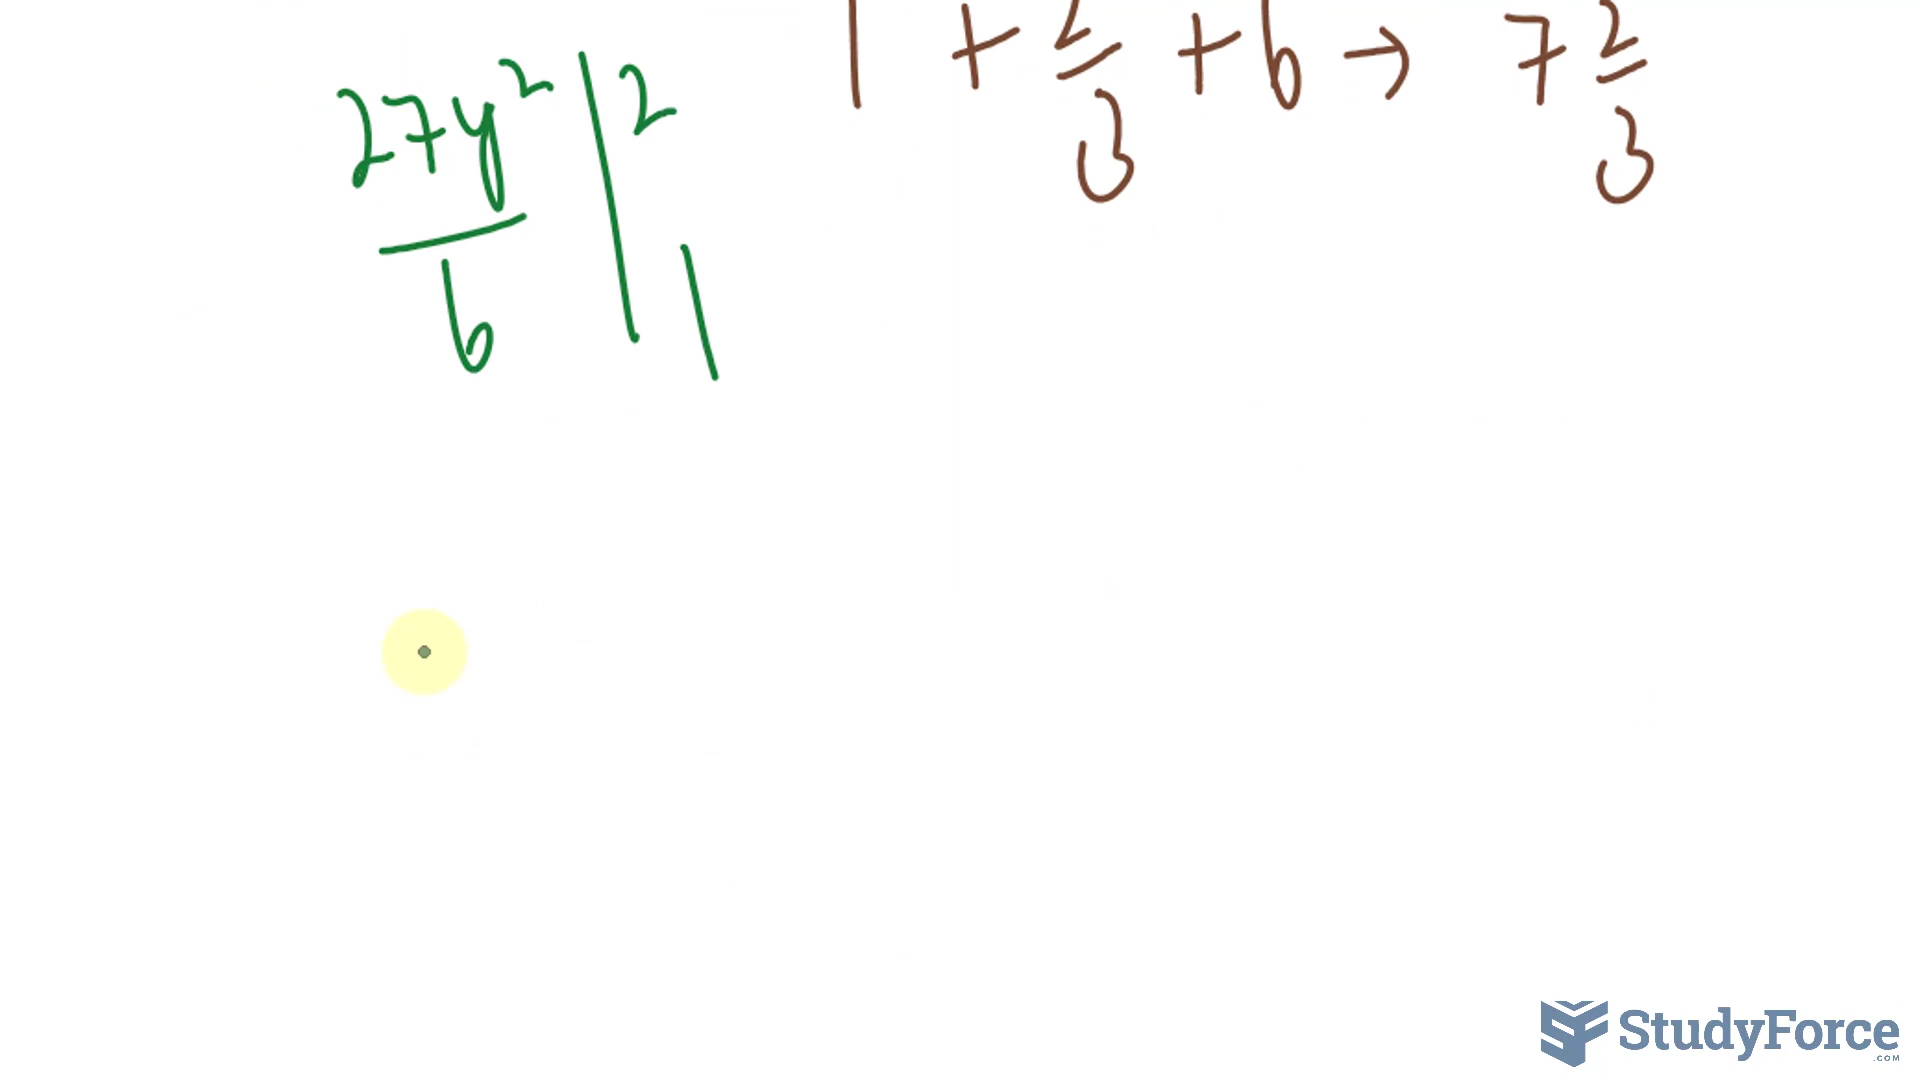 1 + 2/3 + 6 → 7 2/3
27y² / 6 | 2 1
StudyForce
.COM